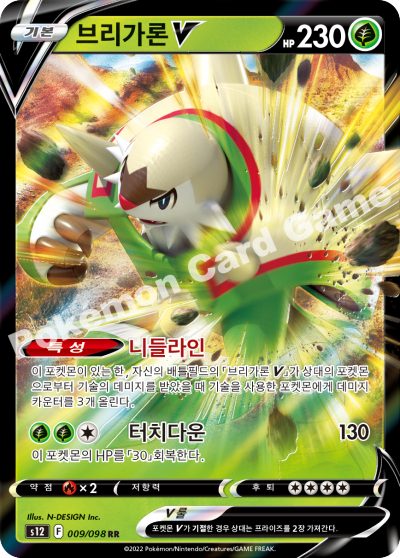 기본 브리가론 V HP 230
Pokémon Card Game
특성 니들라인
이 포켓몬이 있는 한, 자신의 배틀필드의 「브리가론 V」가 상대의 포켓몬
으로부터 기술의 데미지를 받았을 때 기술을 사용한 포켓몬에게 데미지
카운터를 3개 올린다.
터치다운 130
이 포켓몬의 HP를 「30」회복한다.
약점 ×2 저항력 후퇴
Illus. N-DESIGN Inc.
V룰
s12 F 009/098 RR
포켓몬 V가 기절한 경우 상대는 프라이즈를 2장 가져간다.
©2022 Pokémon/Nintendo/Creatures/GAME FREAK.